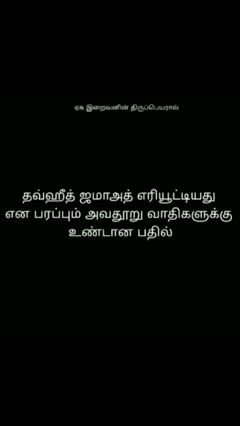 ஏக இறைவனின் திருப்பெயரால்
தவ்ஹீத் ஜமாஅத் எரியூட்டியது
என பரப்பும் அவதூறு வாதிகளுக்கு
உண்டான பதில்